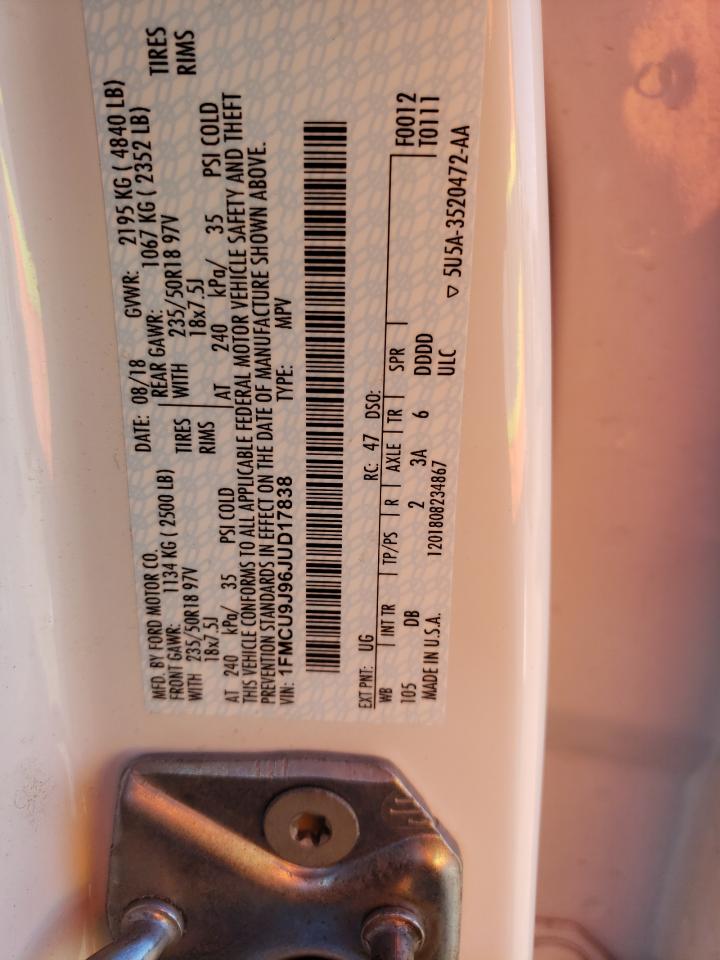 MFD. BY FORD MOTOR CO.
DATE: 08/18 GVWR: 2195 KG ( 4840 LB)
FRONT GAWR: 1134 KG ( 2500 LB) REAR GAWR: 1067 KG ( 2352 LB)
WITH 235/50R18 97V TIRES WITH 235/50R18 97V TIRES
18x7.5J RIMS 18x7.5J RIMS
AT 240 kPa/ 35 PSI COLD AT 240 kPa/ 35 PSI COLD
THIS VEHICLE CONFORMS TO ALL APPLICABLE FEDERAL MOTOR VEHICLE SAFETY AND THEFT
PREVENTION STANDARDS IN EFFECT ON THE DATE OF MANUFACTURE SHOWN ABOVE.
VIN: 1FMCU9J96JUD17838 TYPE: MPV
EXT PNT: UG RC: 47 DSO: F0012
WB INT TR TP/PS R AXLE TR SPR T0111
105 DB 2 3A 6 DDDD
MADE IN U.S.A. 1201808234867 ULC
▽ 5U5A-3520472-AA